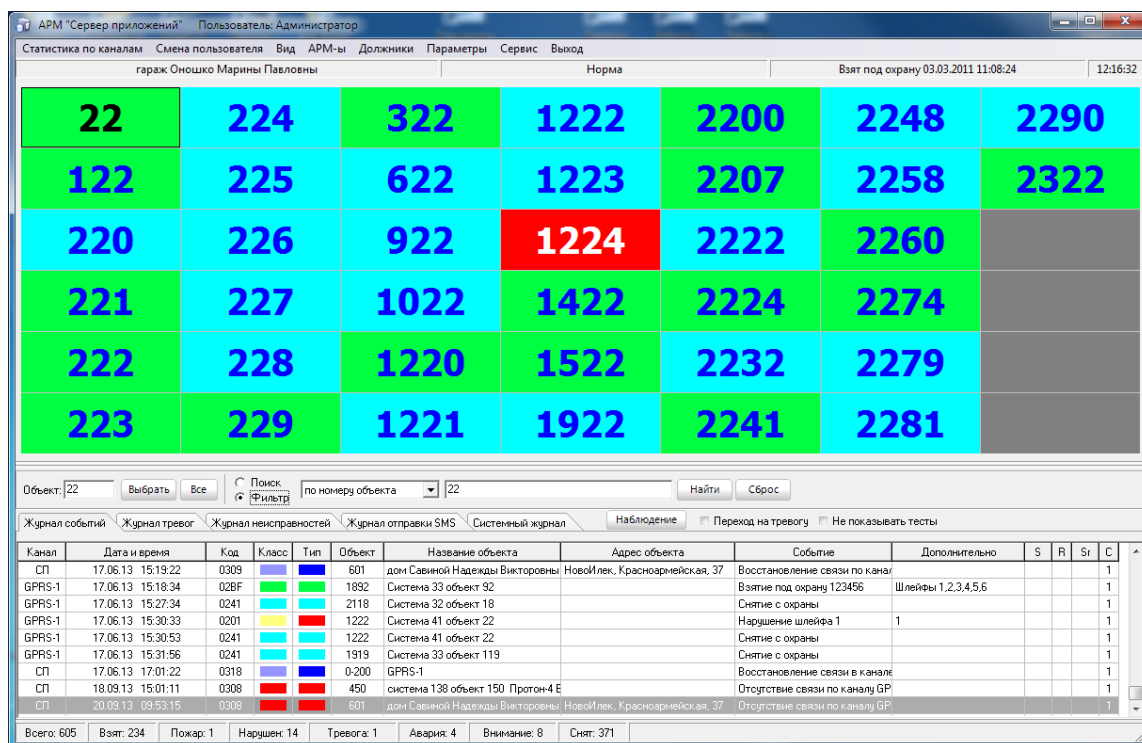 АРМ "Сервер приложений" Пользователь: Администратор
Статистика по каналам Смена пользователя Вид АРМ-ы Должники Параметры Сервис Выход
гараж Оношко Марины Павловны Норма Взят под охрану 03.03.2011 11:08:24 12:16:32
22 224 322 1222 2200 2248 2290
122 225 622 1223 2207 2258 2322
220 226 922 1224 2222 2260
221 227 1022 1422 2224 2274
222 228 1220 1522 2232 2279
223 229 1221 1922 2241 2281
Объект: 22 Выбрать Все Поиск Фильтр по номеру объекта 22 Найти Сброс
Журнал событий Журнал тревог Журнал неисправностей Журнал отправки SMS Системный журнал Наблюдение Переход на тревогу Не показывать тесты
Канал Дата и время Код Класс Тип Объект Название объекта Адрес объекта Событие Дополнительно S R Sr C
СП 17.06.13 15:19:22 0309 601 дом Савиной Надежды Викторовны НовоИлек, Красноармейская, 37 Восстановление связи по канал 1
GPRS-1 17.06.13 15:18:34 02BF 1892 Система 33 объект 92 Взятие под охрану 123456 Шлейфы 1,2,3,4,5,6 1
GPRS-1 17.06.13 15:27:34 0241 2118 Система 32 объект 18 Снятие с охраны 1
GPRS-1 17.06.13 15:30:33 0201 1222 Система 41 объект 22 Нарушение шлейфа 1 1 1
GPRS-1 17.06.13 15:30:53 0241 1222 Система 41 объект 22 Снятие с охраны 1
GPRS-1 17.06.13 15:31:56 0241 1919 Система 33 объект 119 Снятие с охраны 1
СП 17.06.13 17:01:22 0318 0-200 GPRS-1 Восстановление связи в канале 1
СП 18.09.13 15:01:11 0308 450 система 138 объект 150 Протон-4 Е Отсутствие связи по каналу GP 1
СП 20.09.13 09:53:15 0308 601 дом Савиной Надежды Викторовны НовоИлек, Красноармейская, 37 Отсутствие связи по каналу GP 1
Всего: 605 Взят: 234 Пожар: 1 Нарушен: 14 Тревога: 1 Авария: 4 Внимание: 8 Снят: 371